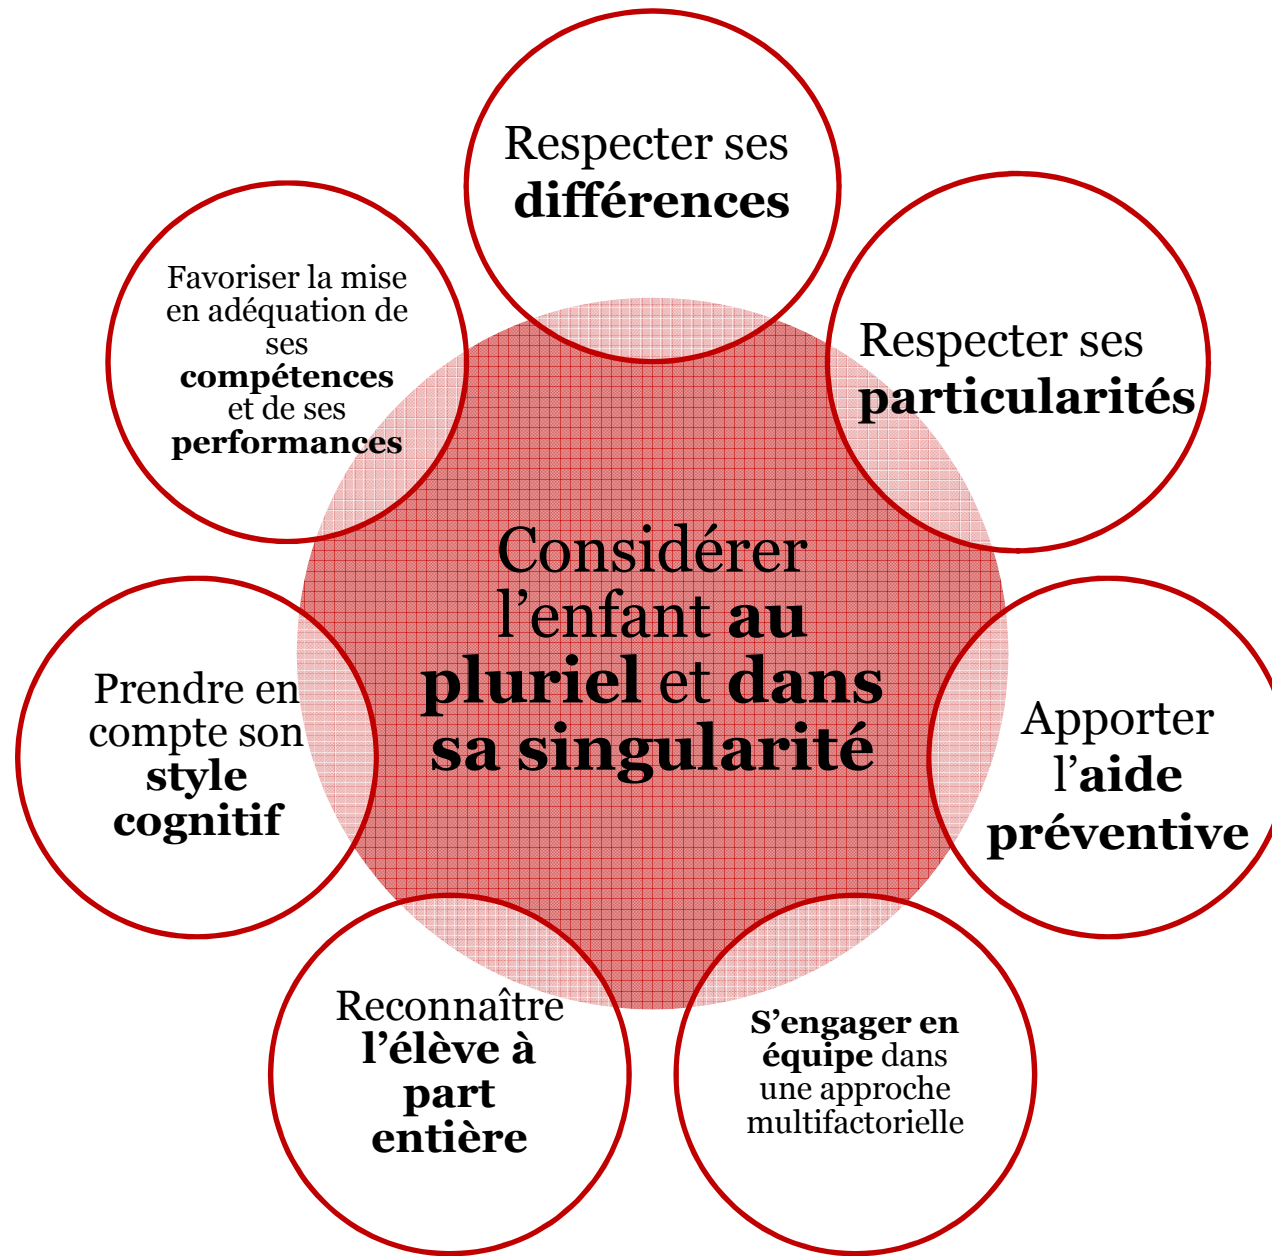 Respecter ses
différences
Respecter ses
particularités
Apporter
l’aide
préventive
S’engager en
équipe dans
une approche
multifactorielle
Reconnaître
l’élève à
part
entière
Prendre en
compte son
style
cognitif
Favoriser la mise
en adéquation de
ses
compétences
et de ses
performances
Considérer
l’enfant au
pluriel et dans
sa singularité